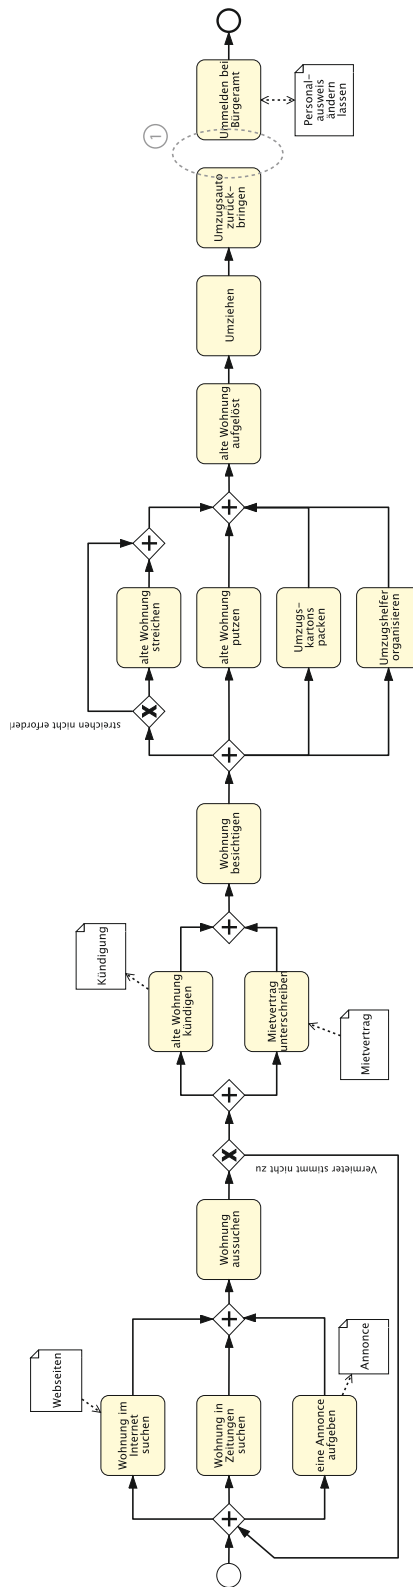 Webseiten
Wohnung im
Internet
suchen
Wohnung in
Zeitungen
suchen
eine Annonce
aufgeben
Annonce
Wohnung
aussuchen
Vermieter stimmt nicht zu
Kündigung
alte Wohnung
kündigen
Mietvertrag
unterschreiben
Mietvertrag
Wohnung
besichtigen
streichen nicht erforderl
alte Wohnung
streichen
alte Wohnung
putzen
Umzugs-
kartons
packen
Umzugshelfer
organisieren
alte Wohnung
aufgelöst
Umziehen
Umzugsauto
zurück-
bringen
1
Ummelden bei
Bürgeramt
Personal-
ausweis
ändern
lassen